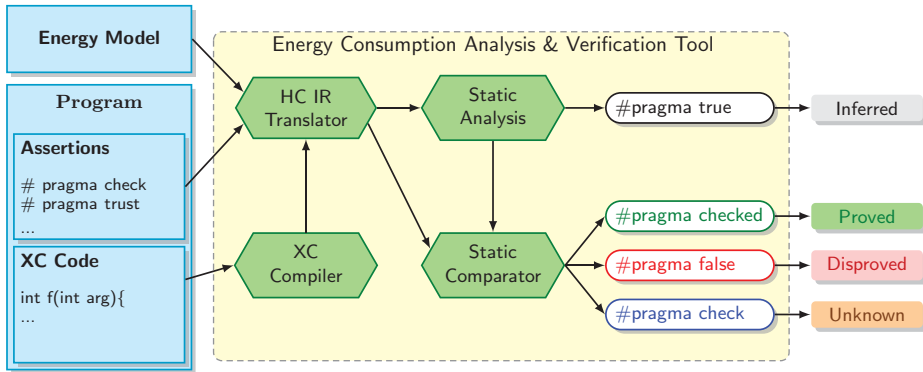 Energy Model
Program
Assertions
# pragma check
# pragma trust
...
XC Code
int f(int arg){
...
Energy Consumption Analysis & Verification Tool
HC IR
Translator
Static
Analysis
#pragma true
Inferred
XC
Compiler
Static
Comparator
#pragma checked
Proved
#pragma false
Disproved
#pragma check
Unknown